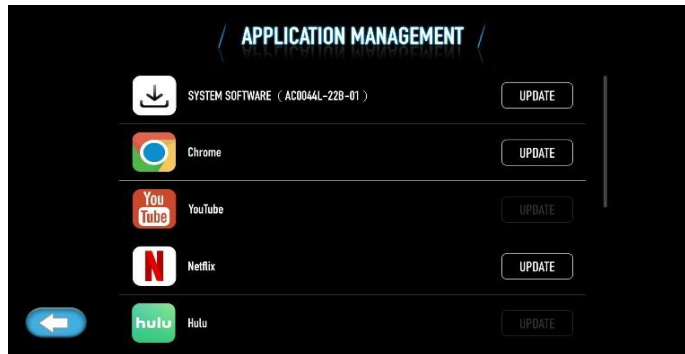 APPLICATION MANAGEMENT
SYSTEM SOFTWARE （AC0044L-22B-01）
UPDATE
Chrome
UPDATE
You
Tube
YouTube
UPDATE
Netflix
UPDATE
N
hulu
Hulu
UPDATE